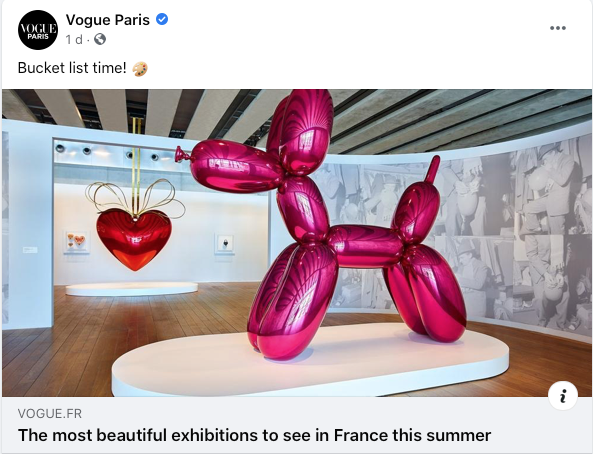 VOGUE
PARIS
Vogue Paris
1 d ·
Bucket list time! 🎨
VOGUE.FR
The most beautiful exhibitions to see in France this summer